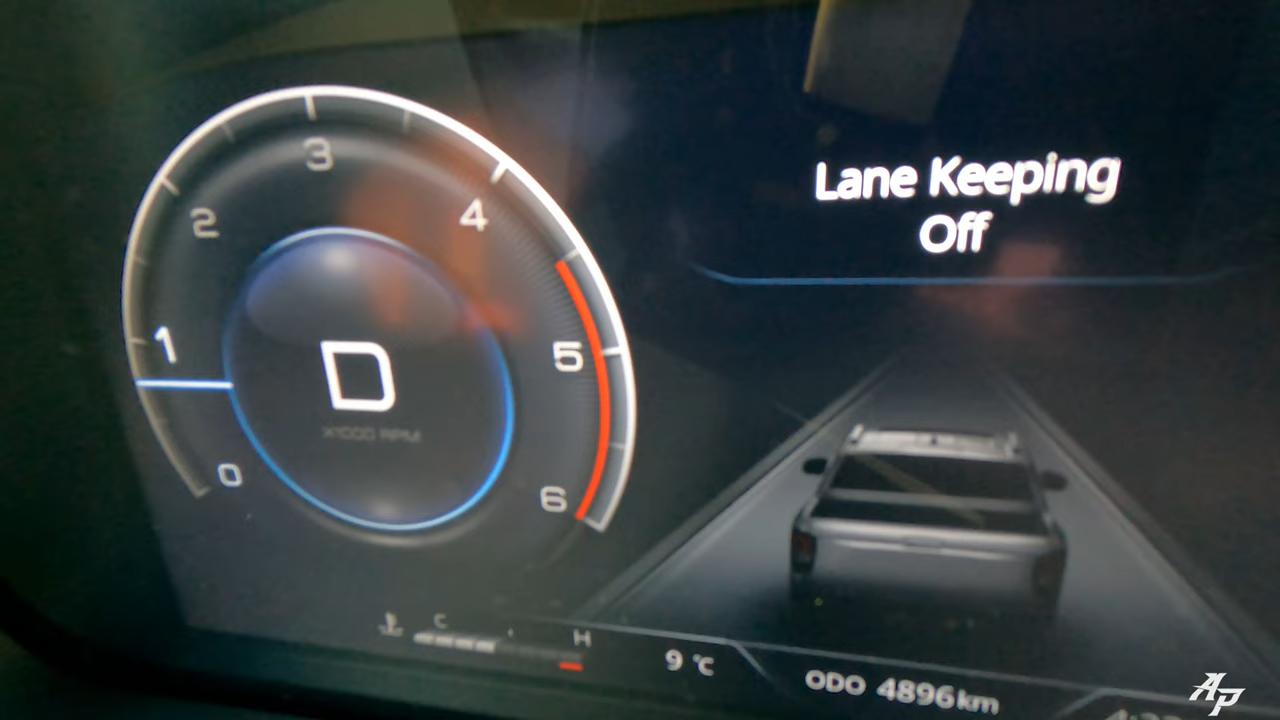 3
2
4
1
5
D
X1000 RPM
0
6
Lane Keeping
Off
C
H
9 °C
ODO 4896 km
AP